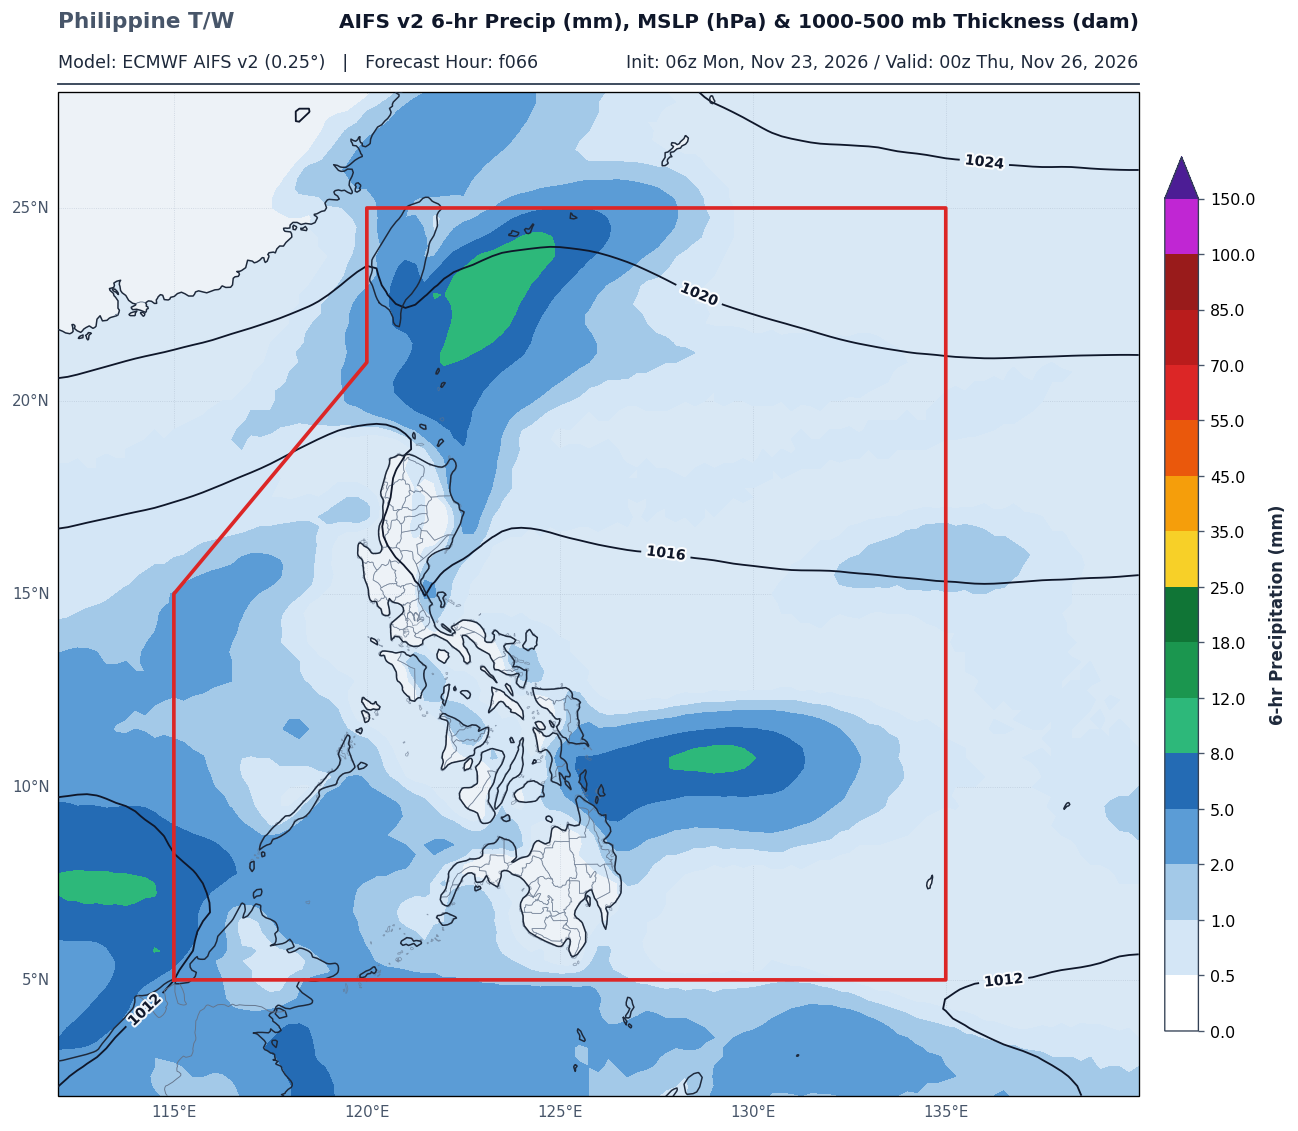 Philippine T/W
AIFS v2 6-hr Precip (mm), MSLP (hPa) & 1000-500 mb Thickness (dam)
Model: ECMWF AIFS v2 (0.25°) | Forecast Hour: f066
Init: 06z Mon, Nov 23, 2026 / Valid: 00z Thu, Nov 26, 2026
1024
1020
1016
1012
1012
25°N
20°N
15°N
10°N
5°N
115°E
120°E
125°E
130°E
135°E
150.0
100.0
85.0
70.0
55.0
45.0
35.0
25.0
18.0
12.0
8.0
5.0
2.0
1.0
0.5
0.0
6-hr Precipitation (mm)